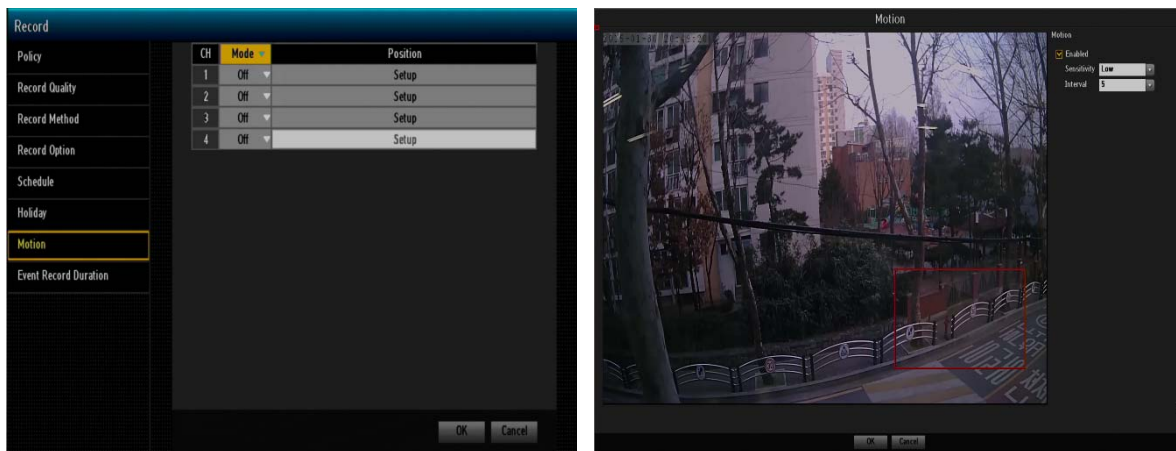 Record
Policy
Record Quality
Record Method
Record Option
Schedule
Holiday
Motion
Event Record Duration
CH Mode Position
1 Off Setup
2 Off Setup
3 Off Setup
4 Off Setup
OK Cancel
Motion
Motion
Enabled
Sensitivity Low
Interval 5
OK Cancel